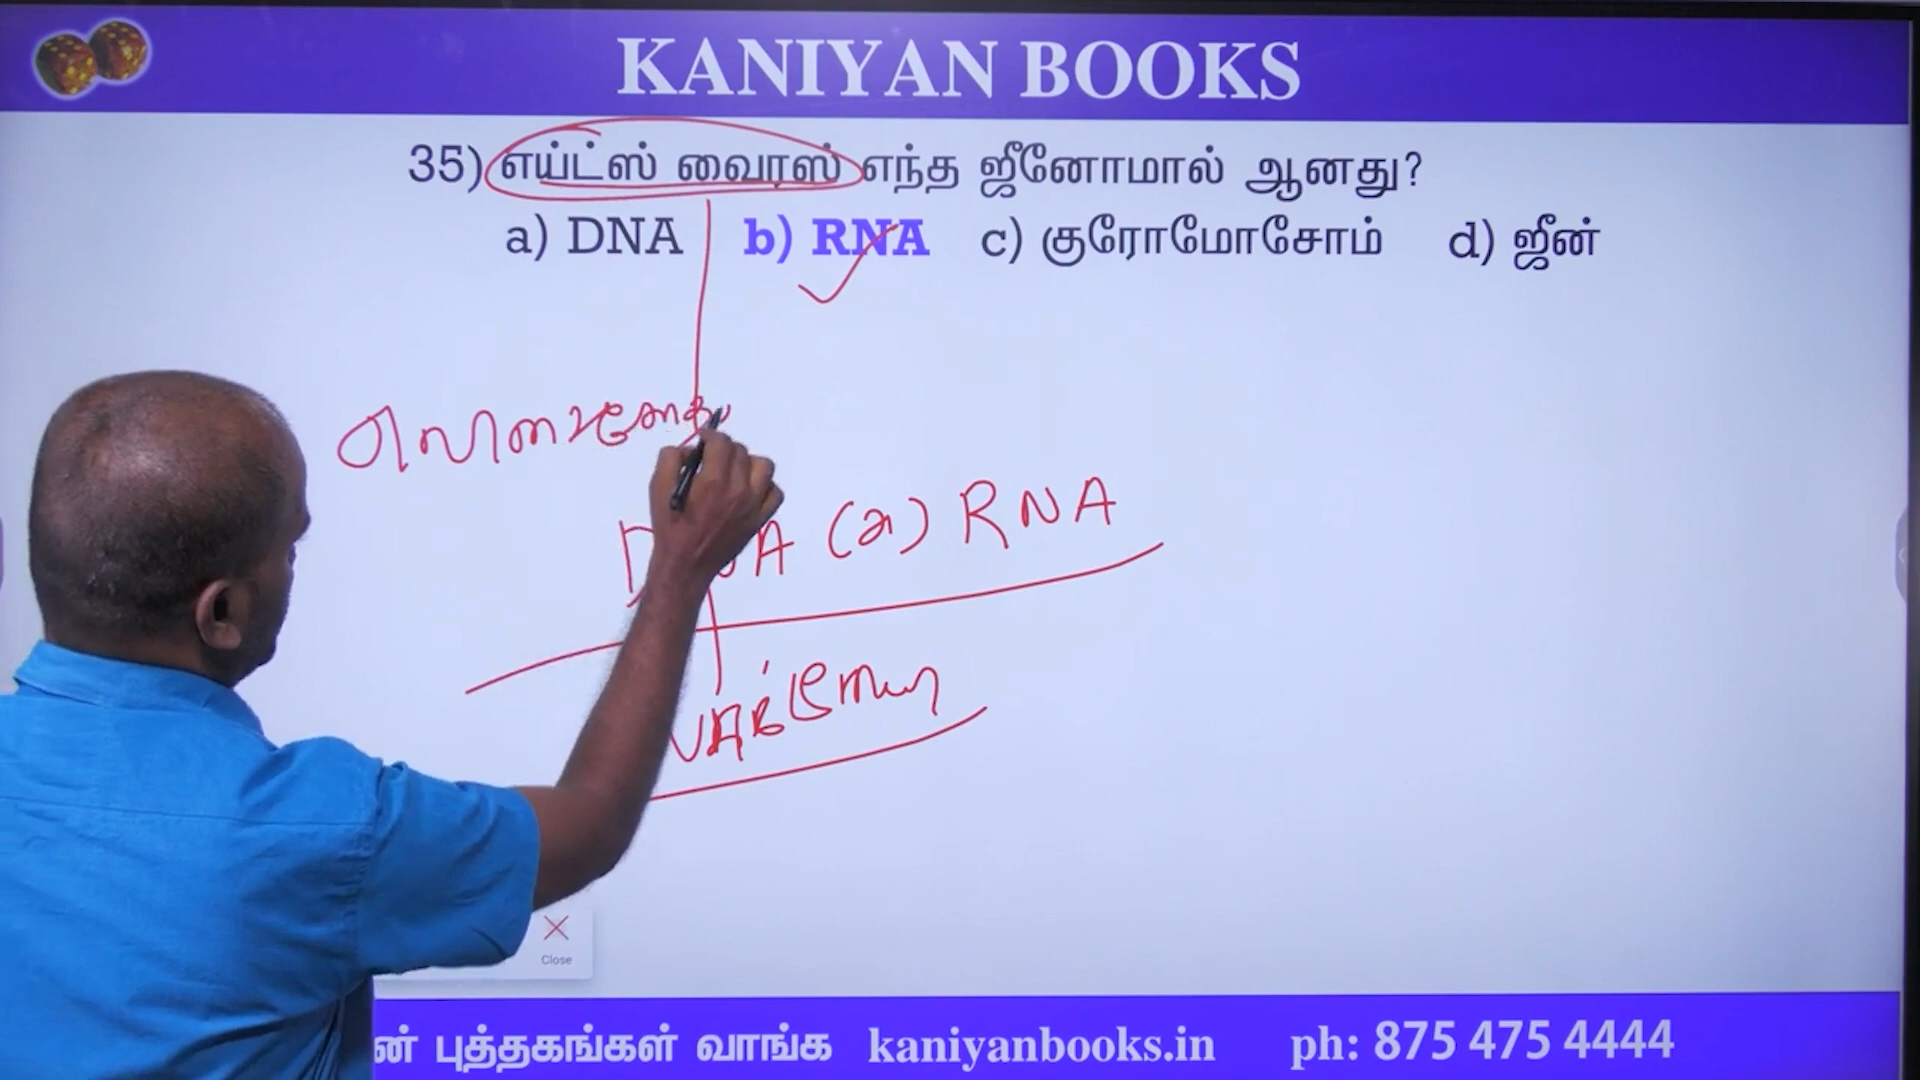 KANIYAN BOOKS
35) எய்ட்ஸ் வைரஸ் எந்த ஜீனோமால் ஆனது?
a) DNA b) RNA c) குரோமோசோம் d) ஜீன்
(அ) RNA
Close
ன் புத்தகங்கள் வாங்க kaniyanbooks.in ph: 875 475 4444